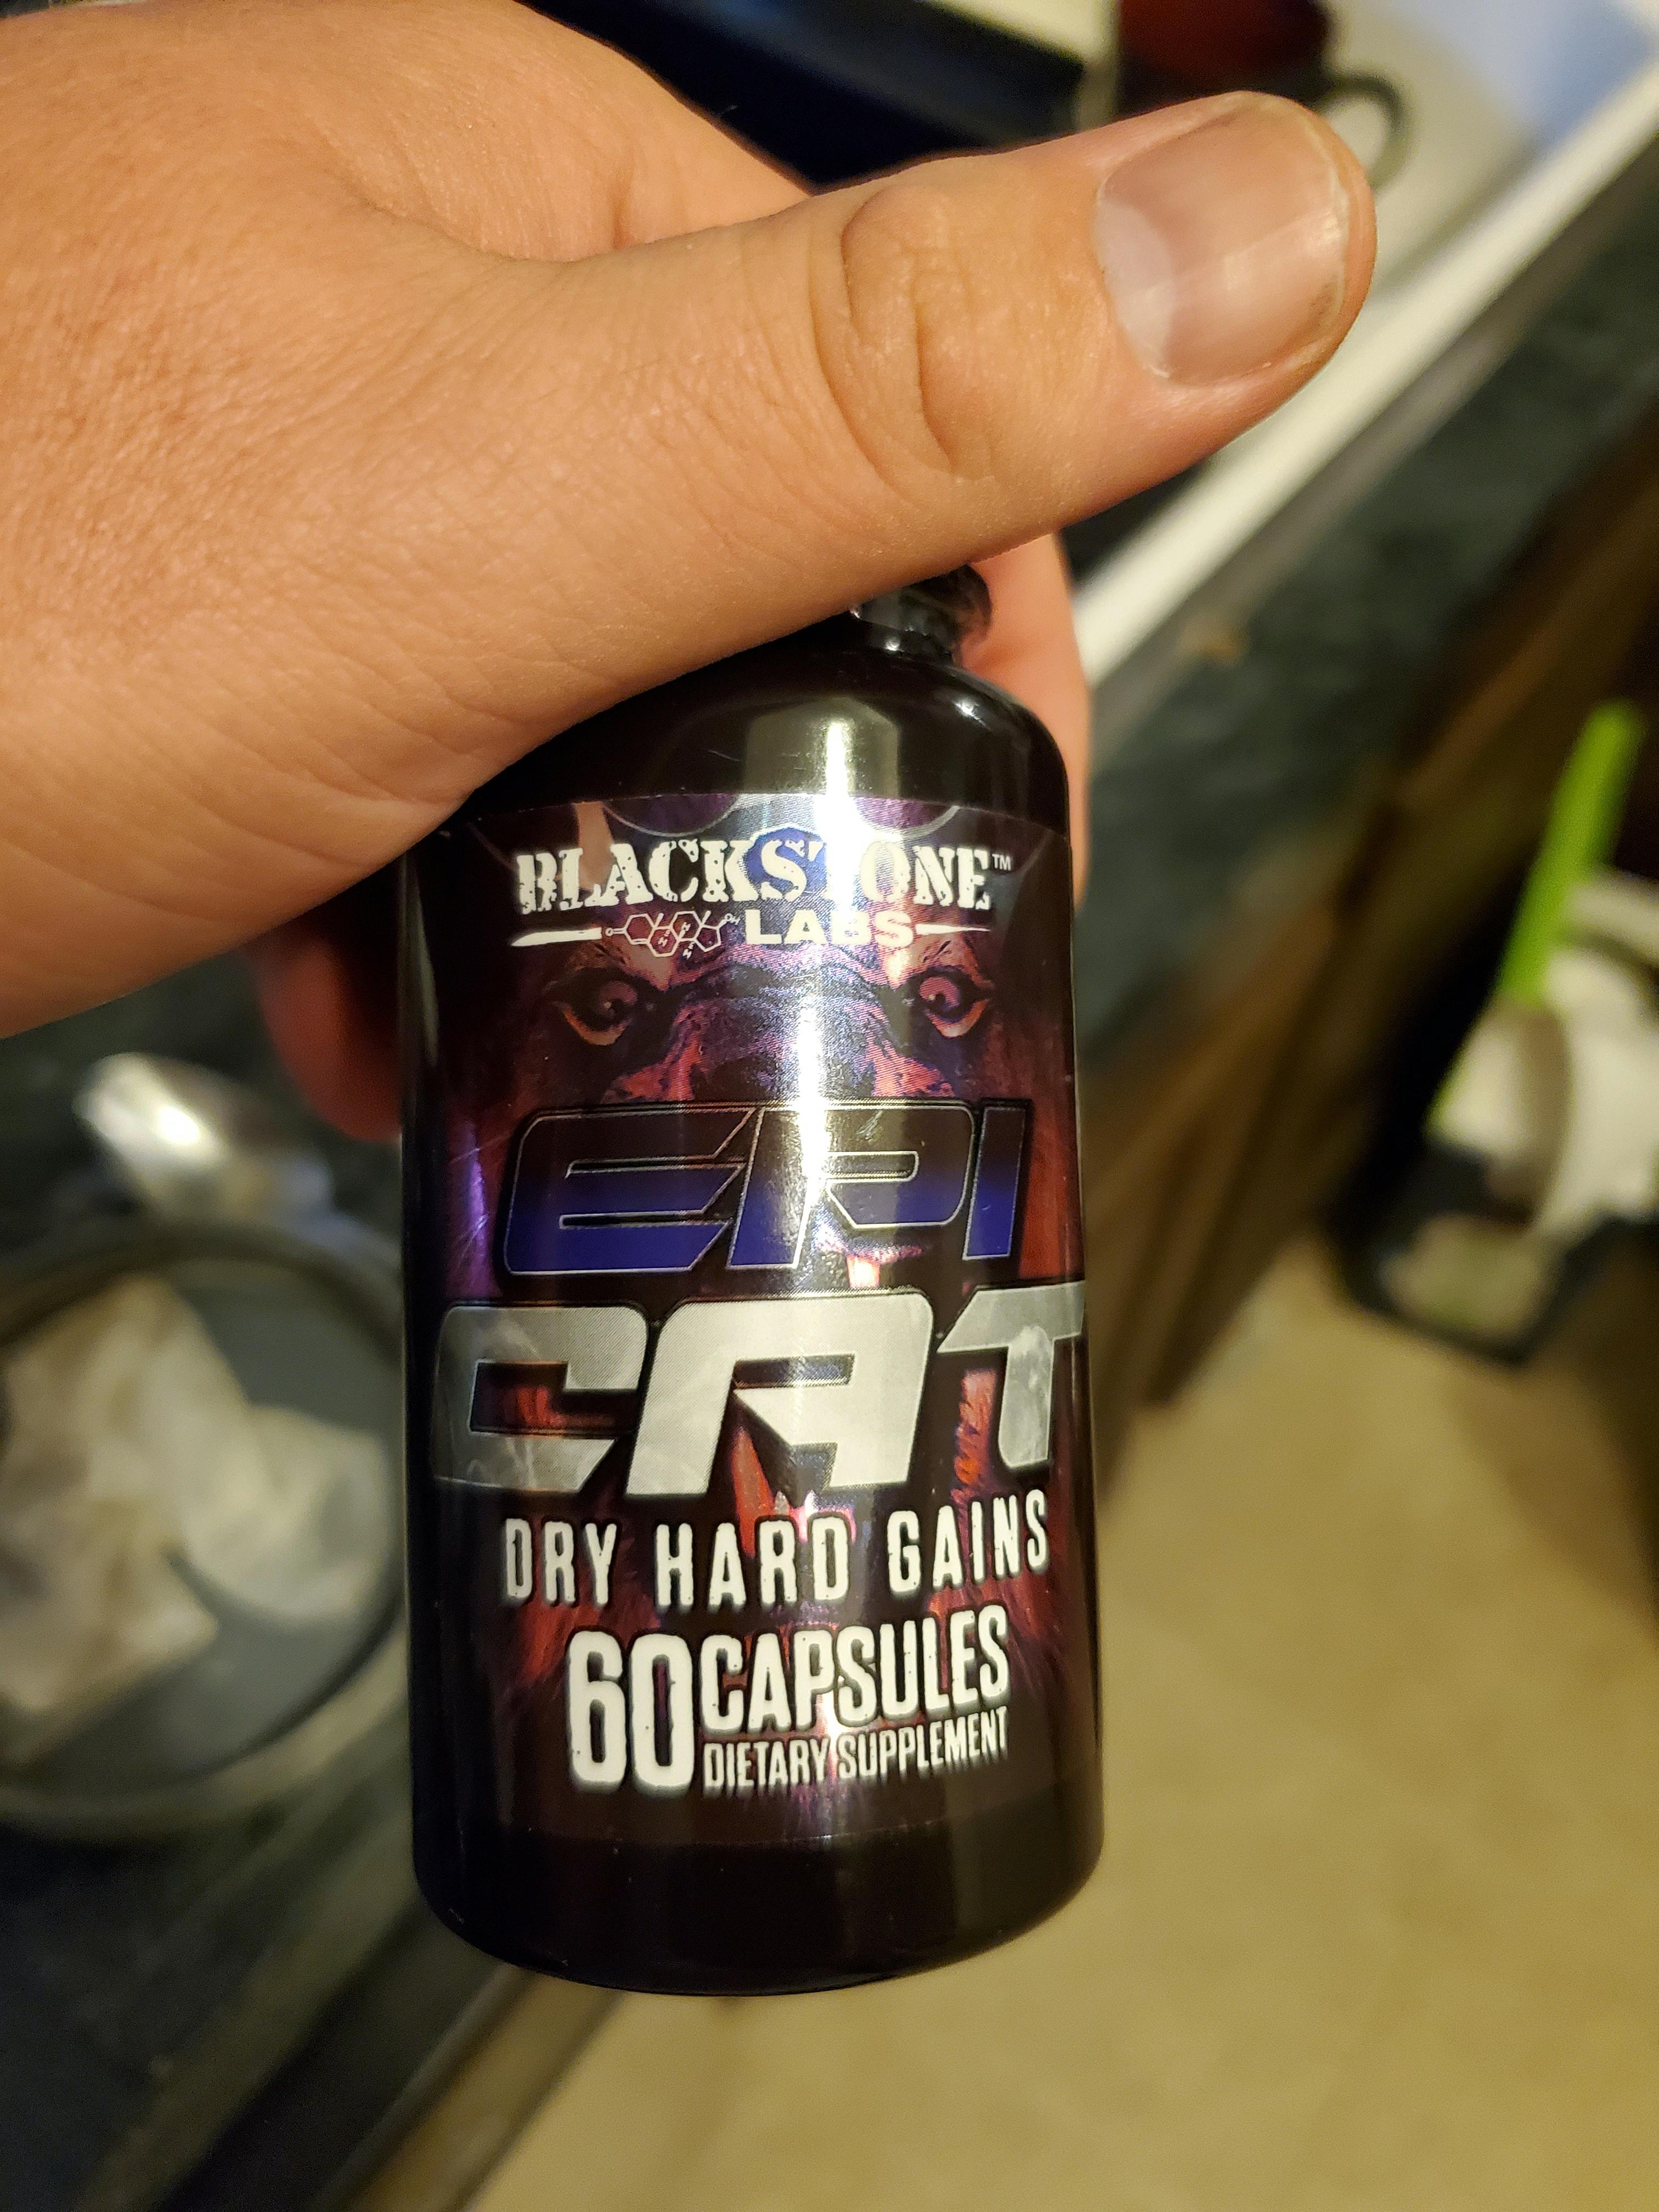 BLACKSTONE™
LABS
EPI
CAT
DRY HARD GAINS
60 CAPSULES
DIETARY SUPPLEMENT